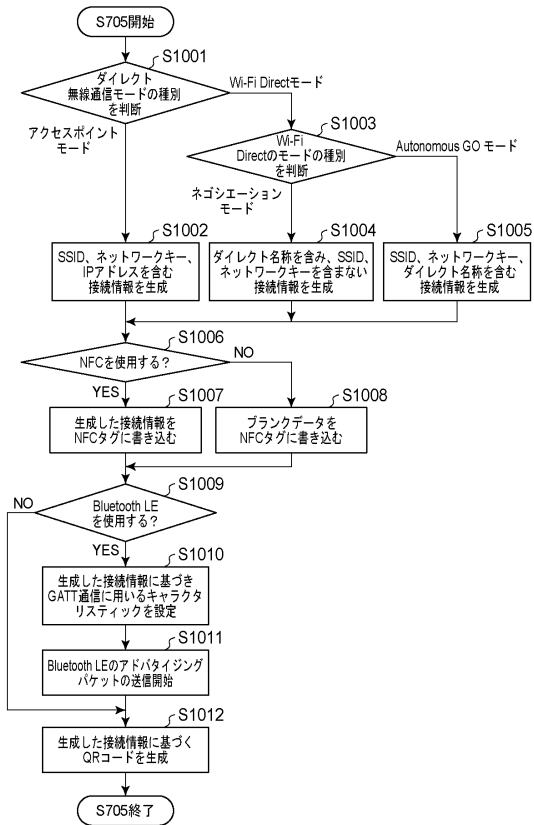 S705開始
S1001
ダイレクト
無線通信モードの種別
を判断
Wi-Fi Directモード
アクセスポイント
モード
S1003
Wi-Fi
Directのモードの種別
を判断
Autonomous GO モード
ネゴシエーション
モード
S1002
SSID、ネットワークキー、
IPアドレスを含む
接続情報を生成
S1004
ダイレクト名称を含み、SSID、
ネットワークキーを含まない
接続情報を生成
S1005
SSID、ネットワークキー、
ダイレクト名称を含む
接続情報を生成
S1006
NFCを使用する？
NO
YES
S1007
生成した接続情報を
NFCタグに書き込む
S1008
ブランクデータを
NFCタグに書き込む
S1009
Bluetooth LE
を使用する？
NO
YES
S1010
生成した接続情報に基づき
GATT通信に用いるキャラクタ
リスティックを設定
S1011
Bluetooth LEのアドバタイジング
パケットの送信開始
S1012
生成した接続情報に基づく
QRコードを生成
S705終了